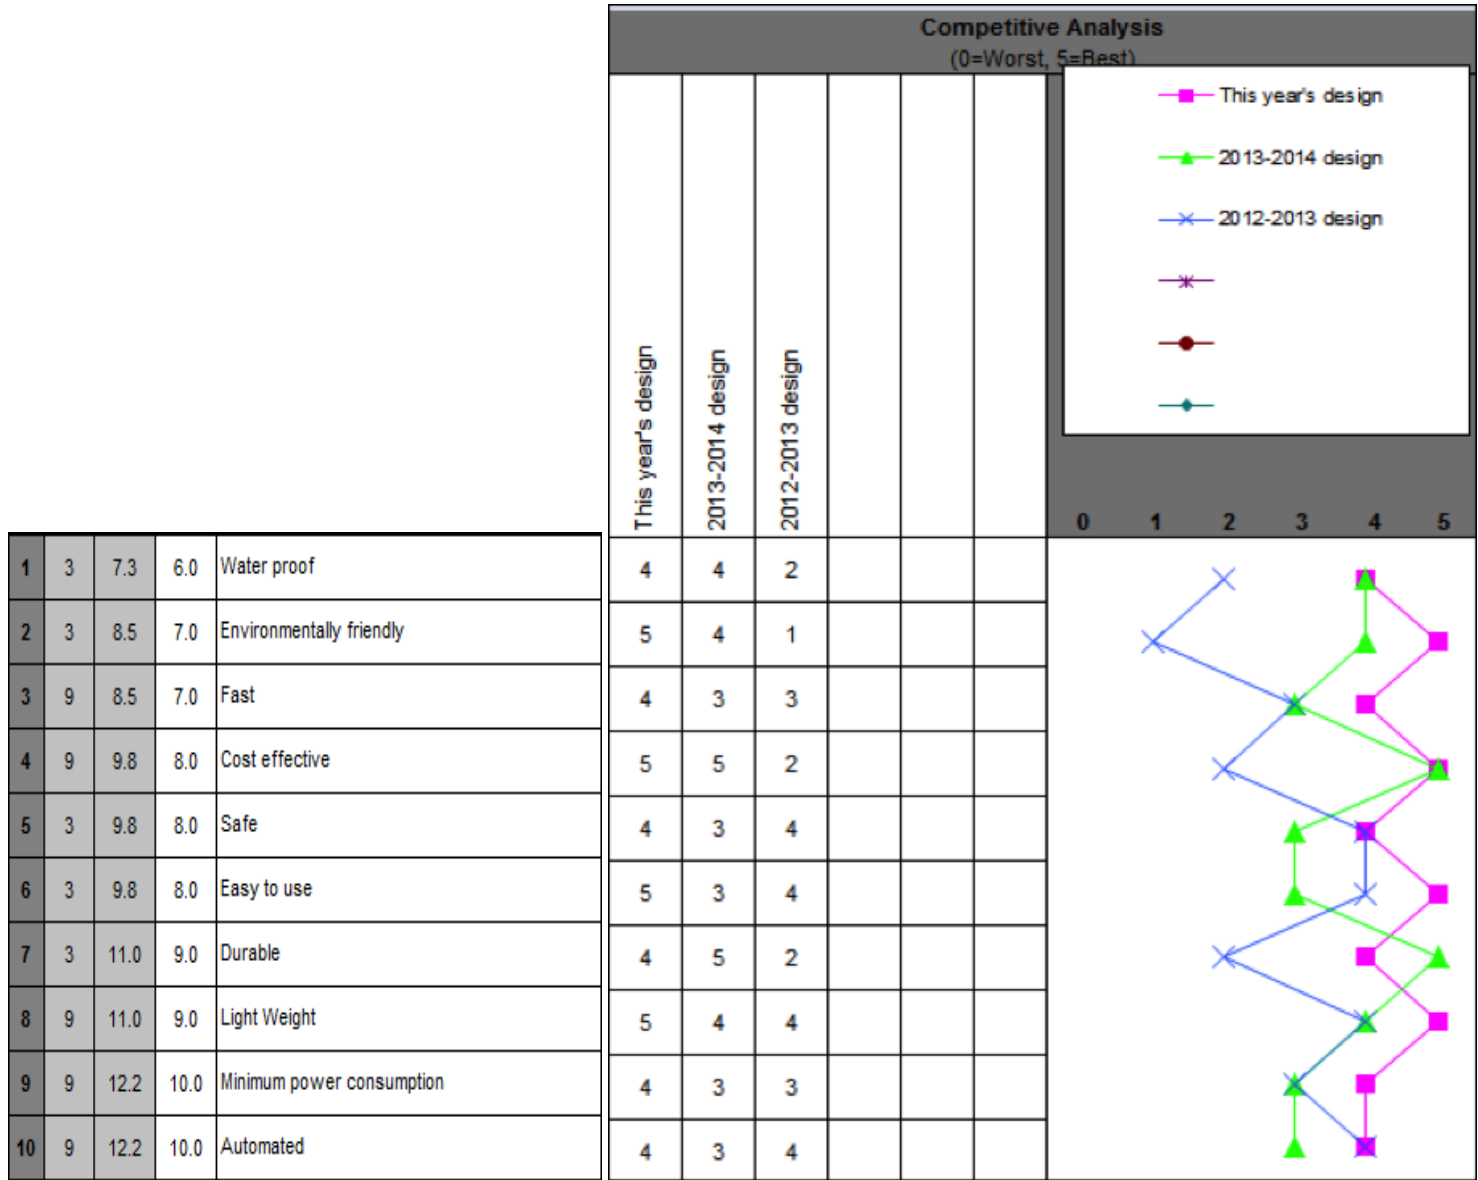 Competitive Analysis
(0=Worst, 5=Best)
This year's design
2013-2014 design
2012-2013 design
This year's design
2013-2014 design
2012-2013 design
0 1 2 3 4 5
1 3 7.3 6.0 Water proof 4 4 2
2 3 8.5 7.0 Environmentally friendly 5 4 1
3 9 8.5 7.0 Fast 4 3 3
4 9 9.8 8.0 Cost effective 5 5 2
5 3 9.8 8.0 Safe 4 3 4
6 3 9.8 8.0 Easy to use 5 3 4
7 3 11.0 9.0 Durable 4 5 2
8 9 11.0 9.0 Light Weight 5 4 4
9 9 12.2 10.0 Minimum power consumption 4 3 3
10 9 12.2 10.0 Automated 4 3 4